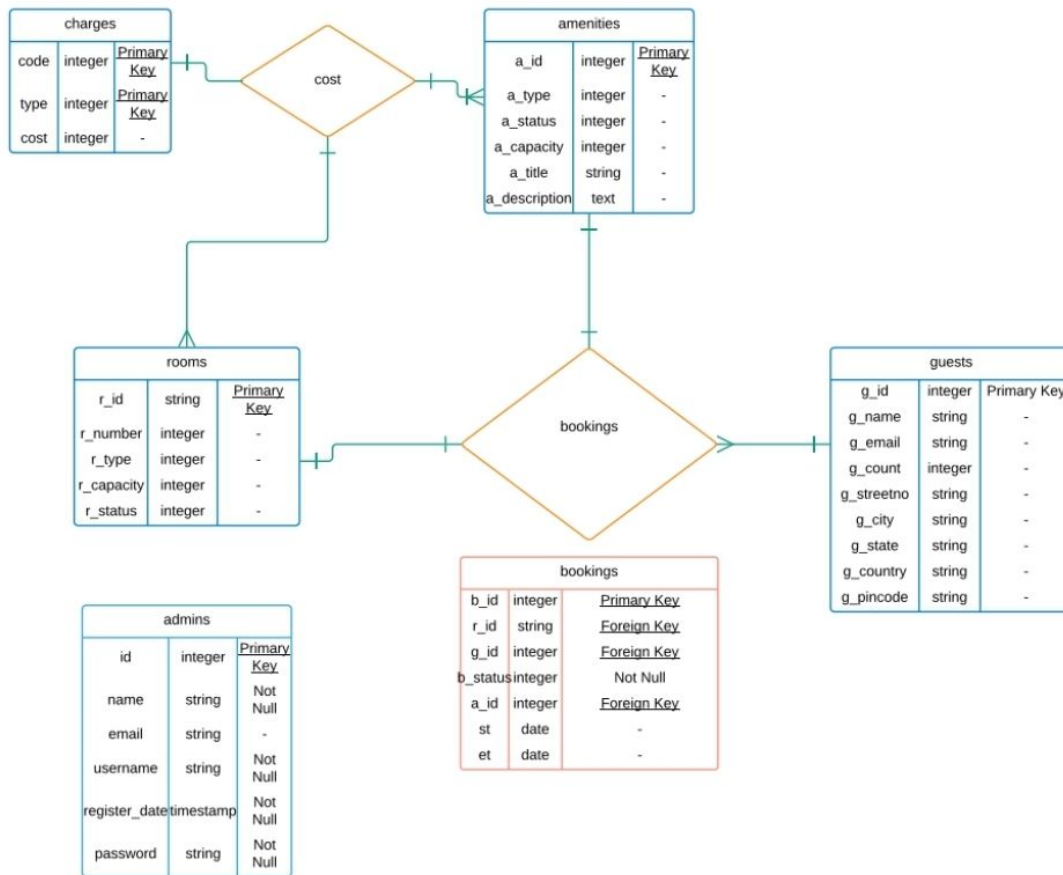 charges
code integer Primary Key
type integer Primary Key
cost integer -
cost
amenities
a_id integer Primary Key
a_type integer -
a_status integer -
a_capacity integer -
a_title string -
a_description text -
rooms
r_id string Primary Key
r_number integer -
r_type integer -
r_capacity integer -
r_status integer -
bookings
guests
g_id integer Primary Key
g_name string -
g_email string -
g_count integer -
g_streetno string -
g_city string -
g_state string -
g_country string -
g_pincode string -
bookings
b_id integer Primary Key
r_id string Foreign Key
g_id integer Foreign Key
b_status integer Not Null
a_id integer Foreign Key
st date -
et date -
admins
id integer Primary Key
name string Not Null
email string -
username string Not Null
register_date timestamp Not Null
password string Not Null